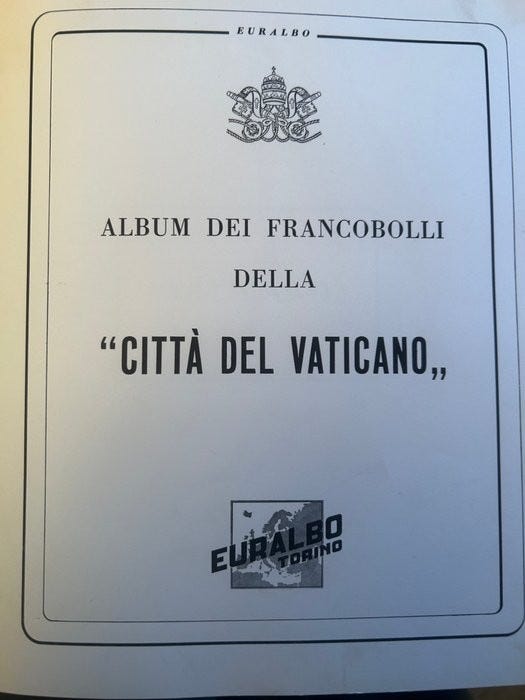 EURALBO
ALBUM DEI FRANCOBOLLI
DELLA
“CITTÀ DEL VATICANO„
EURALBO
TORINO